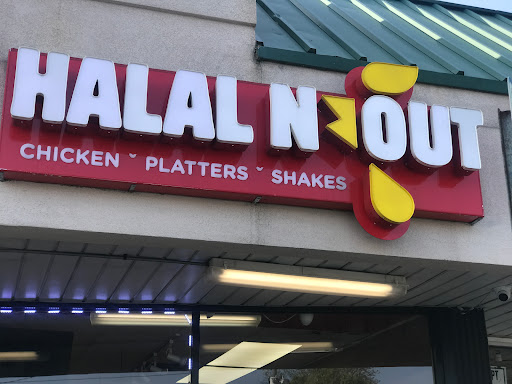 HALAL N OUT
CHICKEN ˇ PLATTERS ˇ SHAKES